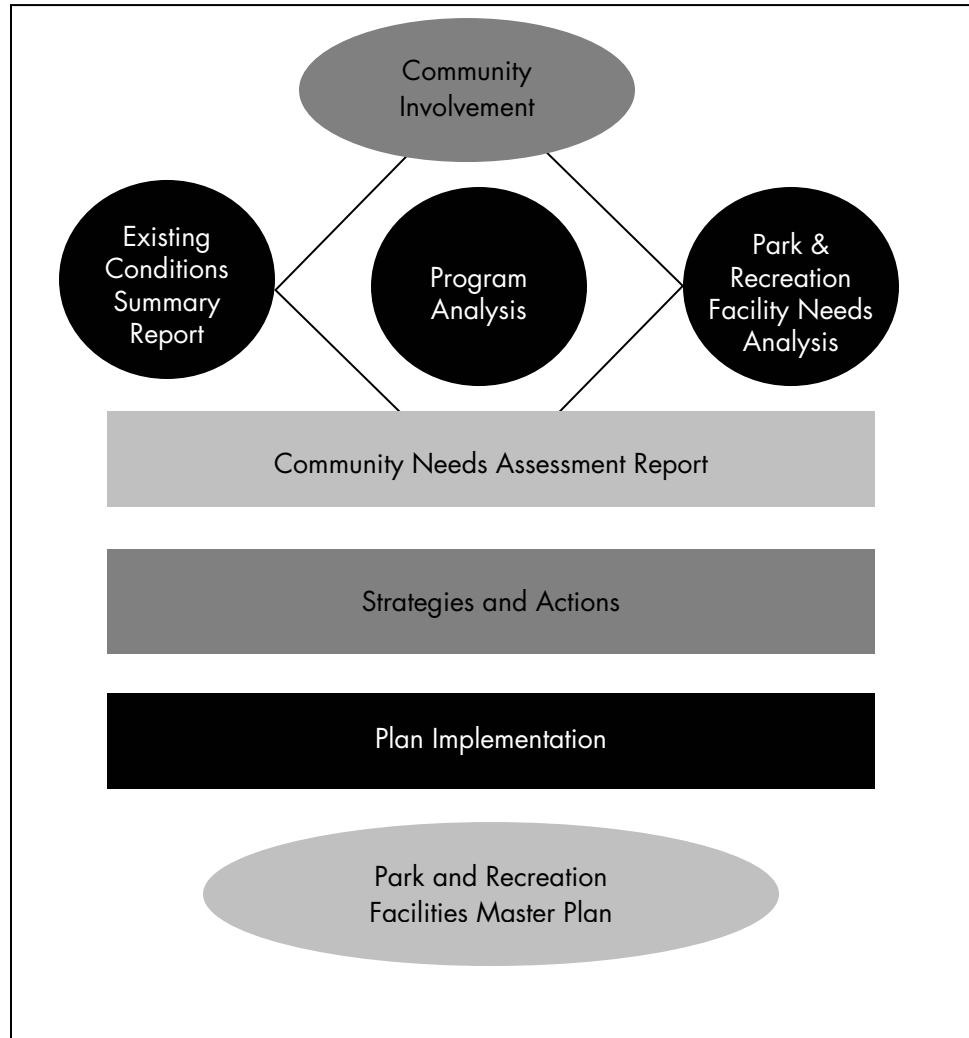 Community
Involvement
Existing
Conditions
Summary
Report
Program
Analysis
Park &
Recreation
Facility Needs
Analysis
Community Needs Assessment Report
Strategies and Actions
Plan Implementation
Park and Recreation
Facilities Master Plan